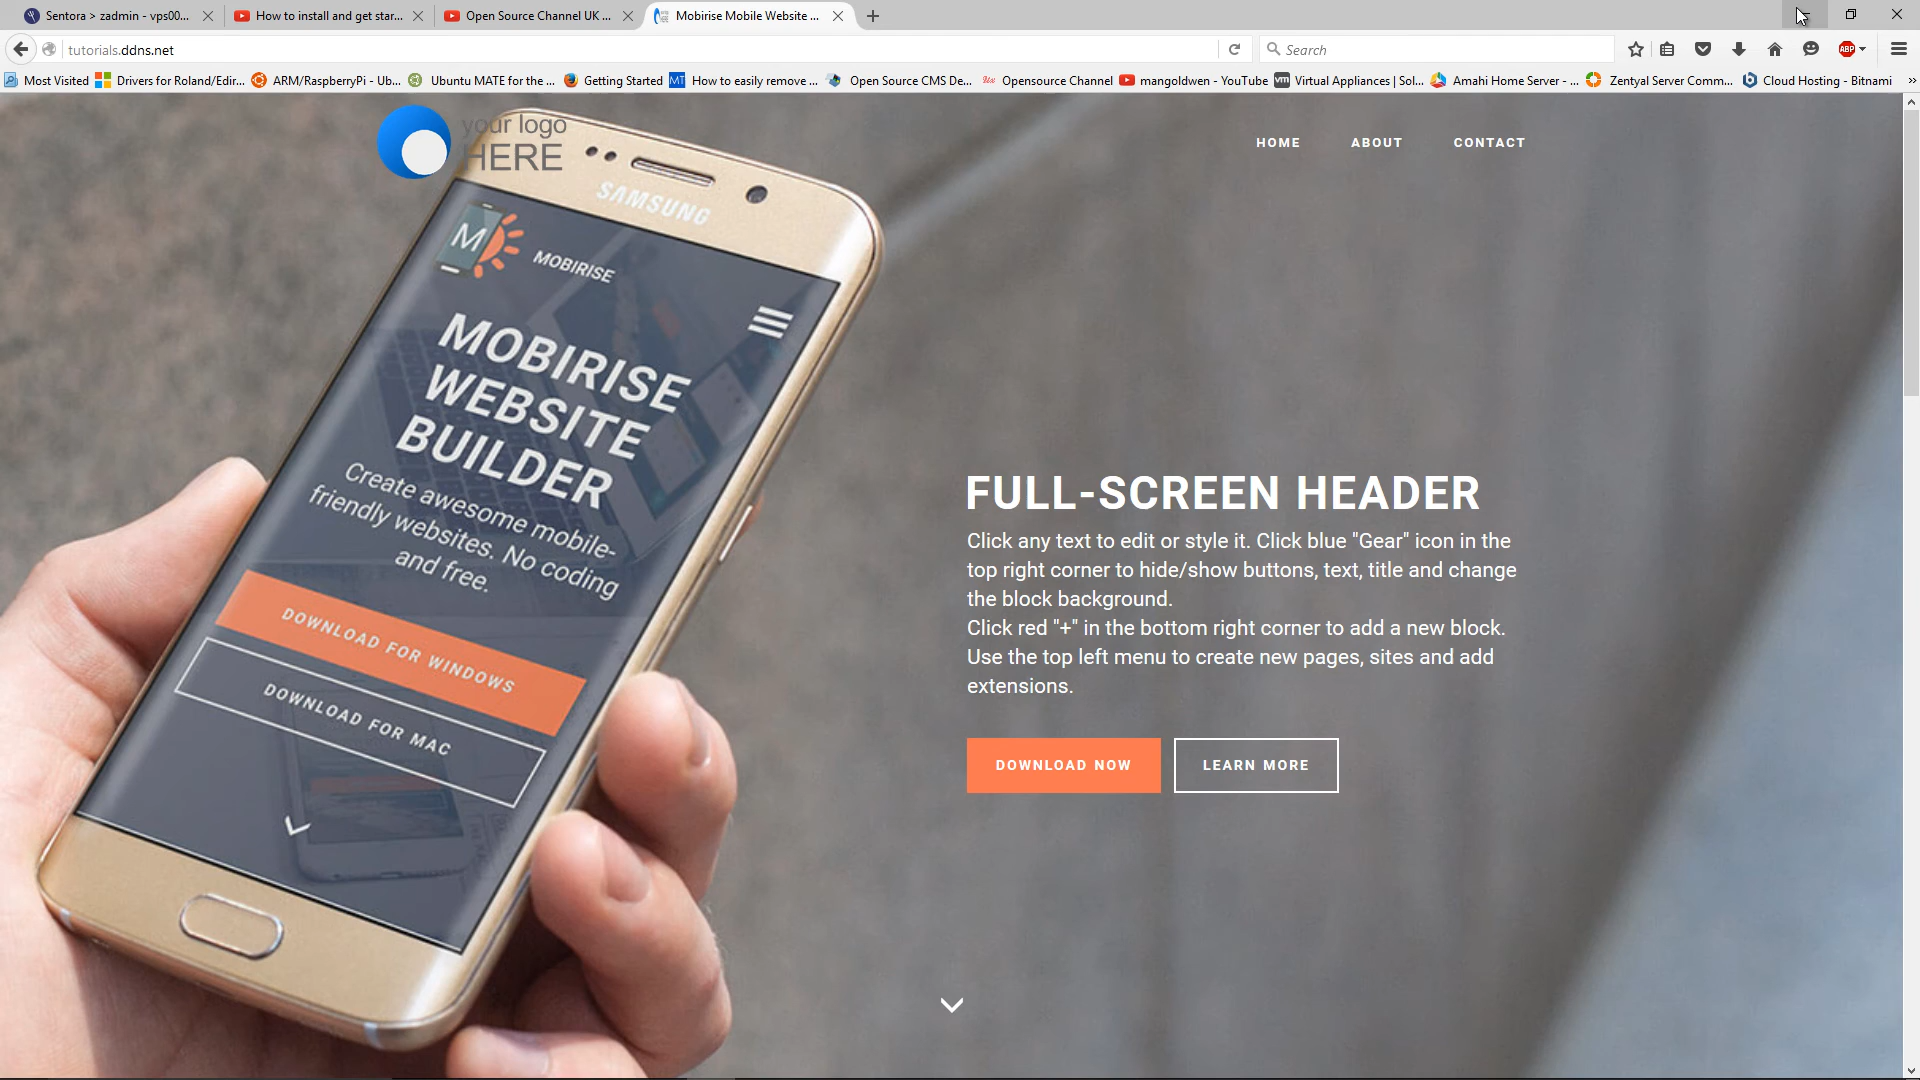 Sentora > zadmin - vps00...
How to install and get star...
Open Source Channel UK ...
Mobirise Mobile Website ...
tutorials.ddns.net
Search
ABP
Most Visited
Drivers for Roland/Edir...
ARM/RaspberryPi - Ub...
Ubuntu MATE for the ...
Getting Started
MT How to easily remove ...
Open Source CMS De...
Opensource Channel
mangoldwen - YouTube
vm Virtual Appliances | Sol...
Amahi Home Server - ...
Zentyal Server Comm...
Cloud Hosting - Bitnami
your logo
HERE
HOME
ABOUT
CONTACT
SAMSUNG
M
MOBIRISE
MOBIRISE
WEBSITE
BUILDER
Create awesome mobile-
friendly websites. No coding
and free.
DOWNLOAD FOR WINDOWS
DOWNLOAD FOR MAC
FULL-SCREEN HEADER
Click any text to edit or style it. Click blue "Gear" icon in the
top right corner to hide/show buttons, text, title and change
the block background.
Click red "+" in the bottom right corner to add a new block.
Use the top left menu to create new pages, sites and add
extensions.
DOWNLOAD NOW
LEARN MORE